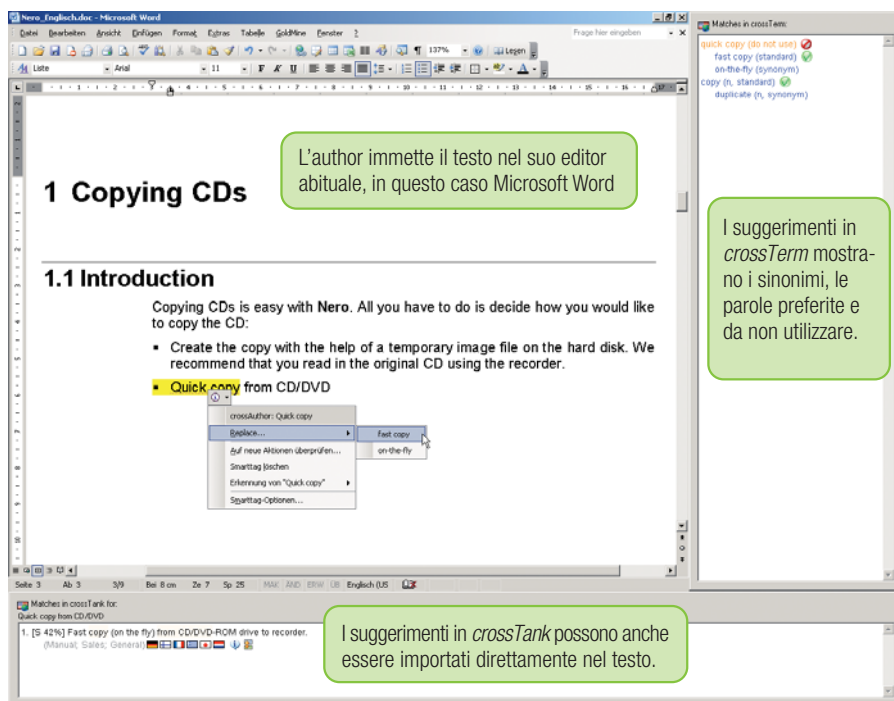 Nero_Englisch.doc - Microsoft Word
Datei Bearbeiten Ansicht Einfügen Format Extras Tabelle GoldMine Fenster ?
Frage hier eingeben
137%
Lesen
Liste
Arial
11
F K U
L'author immette il testo nel suo editor
abituale, in questo caso Microsoft Word
1 Copying CDs
1.1 Introduction
Copying CDs is easy with Nero. All you have to do is decide how you would like
to copy the CD:
▪ Create the copy with the help of a temporary image file on the hard disk. We
recommend that you read in the original CD using the recorder.
▪ Quick copy from CD/DVD
crossAuthor: Quick copy
Replace...
Fast copy
on-the-fly
Auf neue Aktionen überprüfen...
Smarttag löschen
Erkennung von "Quick copy"
Smarttag-Optionen...
Seite 3 Ab 3 3/9 Bei 8 cm Ze 7 Sp 25 MAK ÄND ERW ÜB Englisch (US
Matches in crossTerm:
quick copy (do not use)
fast copy (standard)
on-the-fly (synonym)
copy (n, standard)
duplicate (n, synonym)
I suggerimenti in
crossTerm mostra-
no i sinonimi, le
parole preferite e
da non utilizzare.
Matches in crossTank for:
Quick copy from CD/DVD
1. [S 42%] Fast copy (on the fly) from CD/DVD-ROM drive to recorder.
(Manual; Sales; General)
I suggerimenti in crossTank possono anche
essere importati direttamente nel testo.